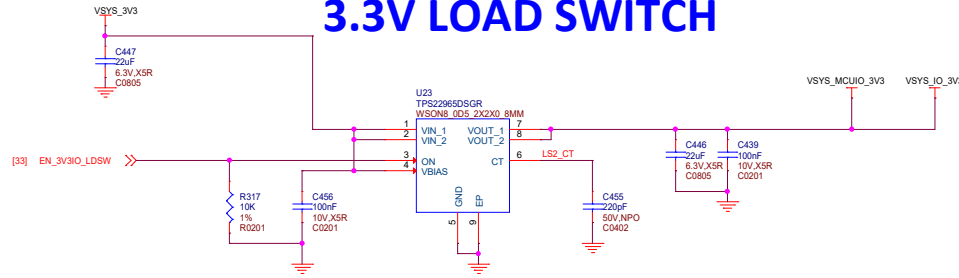 3.3V LOAD SWITCH
VSYS_3V3
C447
22uF
6.3V,X5R
C0805
U23
TPS22965DSGR
WSON8_0D5_2X2X0_8MM
VSYS_MCUIO_3V3
VSYS_IO_3V3
1 VIN_1 VOUT_1 7
2 VIN_2 VOUT_2 8
[33] EN_3V3IO_LDSW
3 ON CT 6 LS2_CT
4 VBIAS
GND
EP
5
9
R317
10K
1%
R0201
C456
100nF
10V,X5R
C0201
C455
220pF
50V,NPO
C0402
C446
22uF
6.3V,X5R
C0805
C439
100nF
10V,X5R
C0201